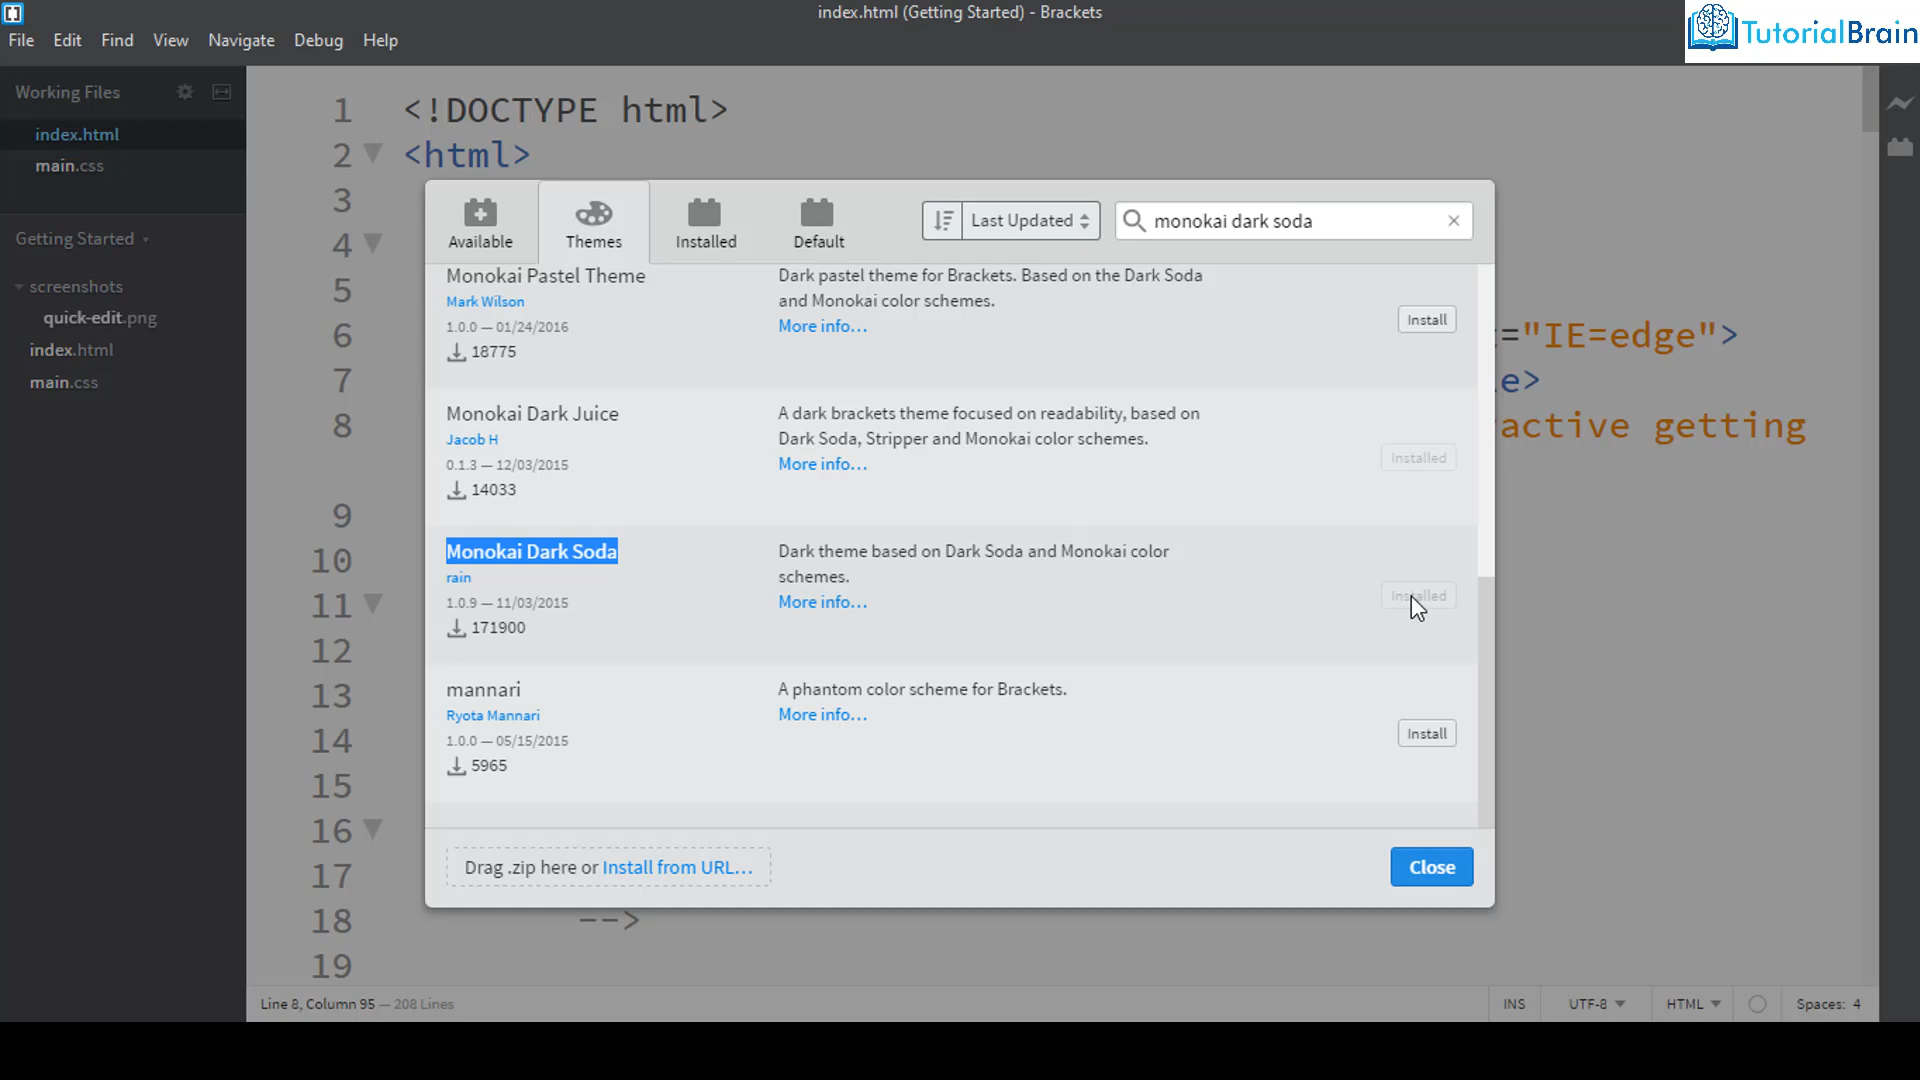 index.html (Getting Started) - Brackets
TutorialBrain
File Edit Find View Navigate Debug Help
Working Files
index.html
main.css
Getting Started
screenshots
quick-edit.png
index.html
main.css
1 <!DOCTYPE html>
2 <html>
3
4
5
6 ="IE=edge">
7 e>
8 active getting
9
10
11
12
13
14
15
16
17
18 -->
19
Available Themes Installed Default Last Updated monokai dark soda
Monokai Pastel Theme
Mark Wilson
1.0.0 — 01/24/2016
18775
Dark pastel theme for Brackets. Based on the Dark Soda
and Monokai color schemes.
More info...
Install
Monokai Dark Juice
Jacob H
0.1.3 — 12/03/2015
14033
A dark brackets theme focused on readability, based on
Dark Soda, Stripper and Monokai color schemes.
More info...
Installed
Monokai Dark Soda
rain
1.0.9 — 11/03/2015
171900
Dark theme based on Dark Soda and Monokai color
schemes.
More info...
Installed
mannari
Ryota Mannari
1.0.0 — 05/15/2015
5965
A phantom color scheme for Brackets.
More info...
Install
Drag .zip here or Install from URL...
Close
Line 8, Column 95 — 208 Lines
INS UTF-8 HTML Spaces: 4